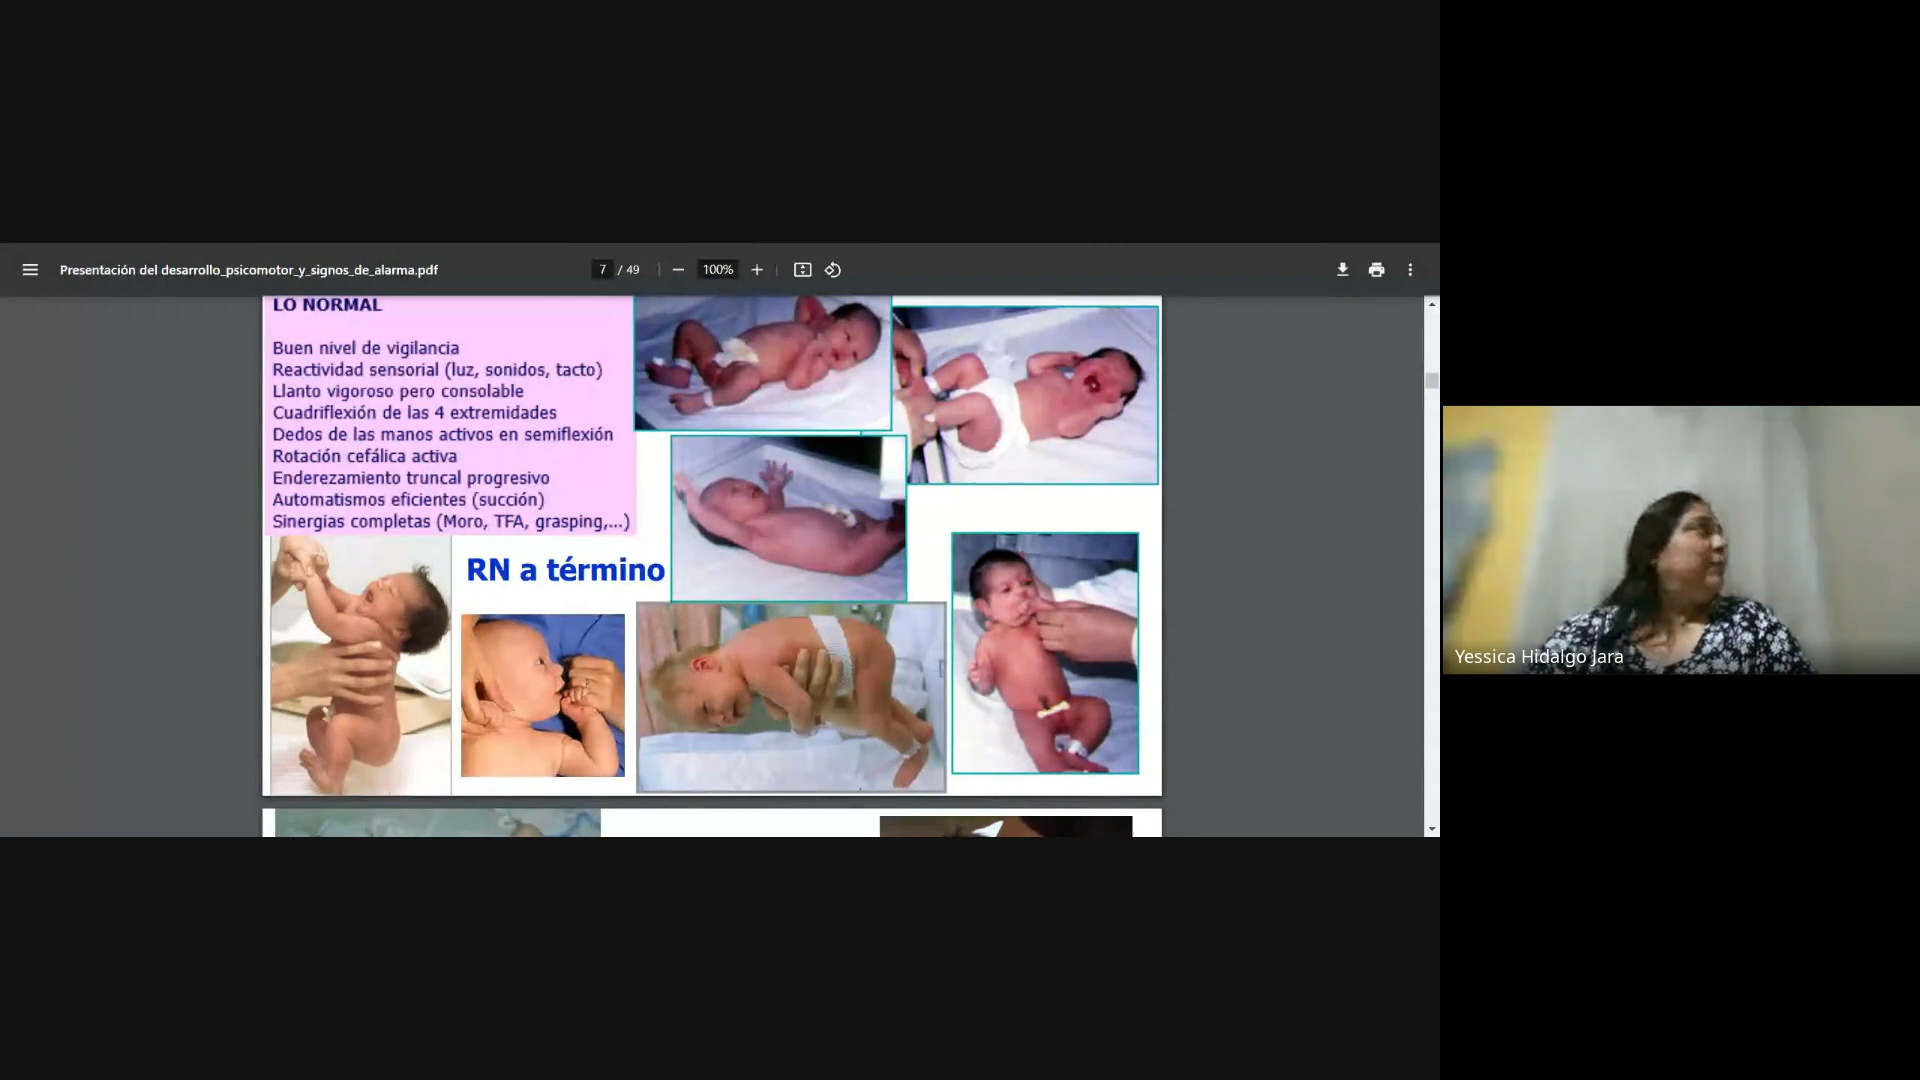 Presentación del desarrollo_psicomotor_y_signos_de_alarma.pdf
7 / 49
100%
LO NORMAL
Buen nivel de vigilancia
Reactividad sensorial (luz, sonidos, tacto)
Llanto vigoroso pero consolable
Cuadriflexión de las 4 extremidades
Dedos de las manos activos en semiflexión
Rotación cefálica activa
Enderezamiento truncal progresivo
Automatismos eficientes (succión)
Sinergias completas (Moro, TFA, grasping,...)
RN a término
Yessica Hidalgo Jara